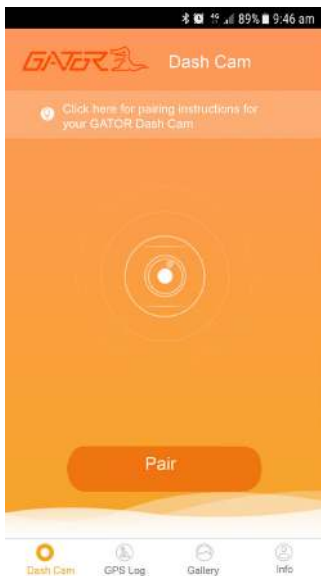 89% 9:46 am
GATOR Dash Cam
Click here for pairing instructions for
your GATOR Dash Cam
Pair
Dash Cam GPS Log Gallery Info